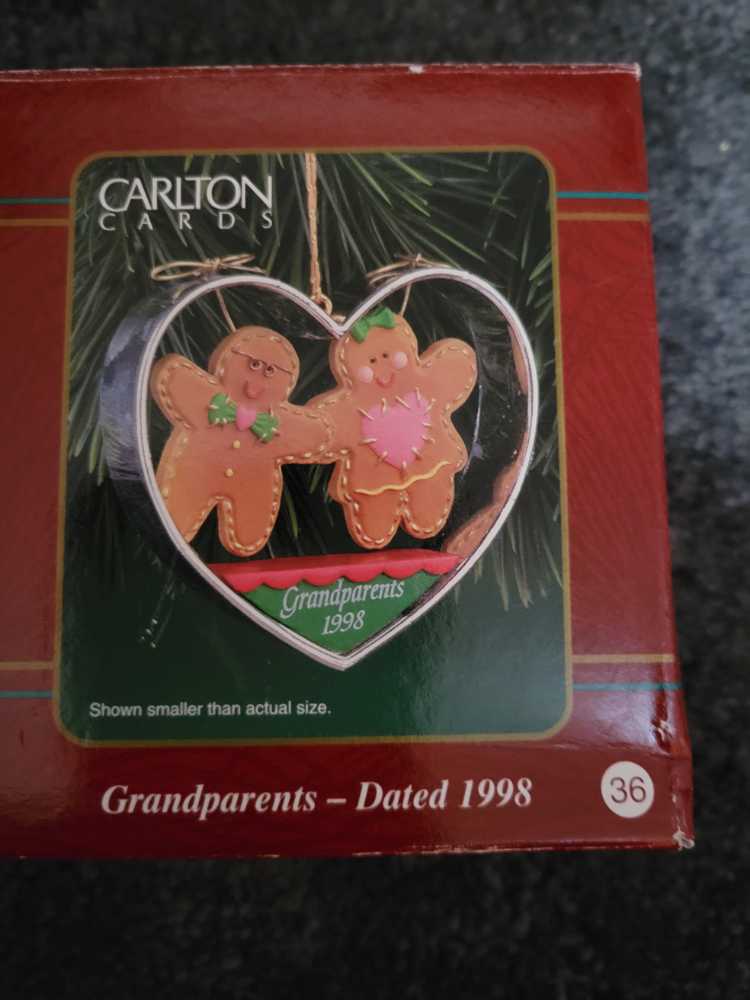 CARLTON
CARDS
Grandparents
1998
Shown smaller than actual size.
Grandparents – Dated 1998
36